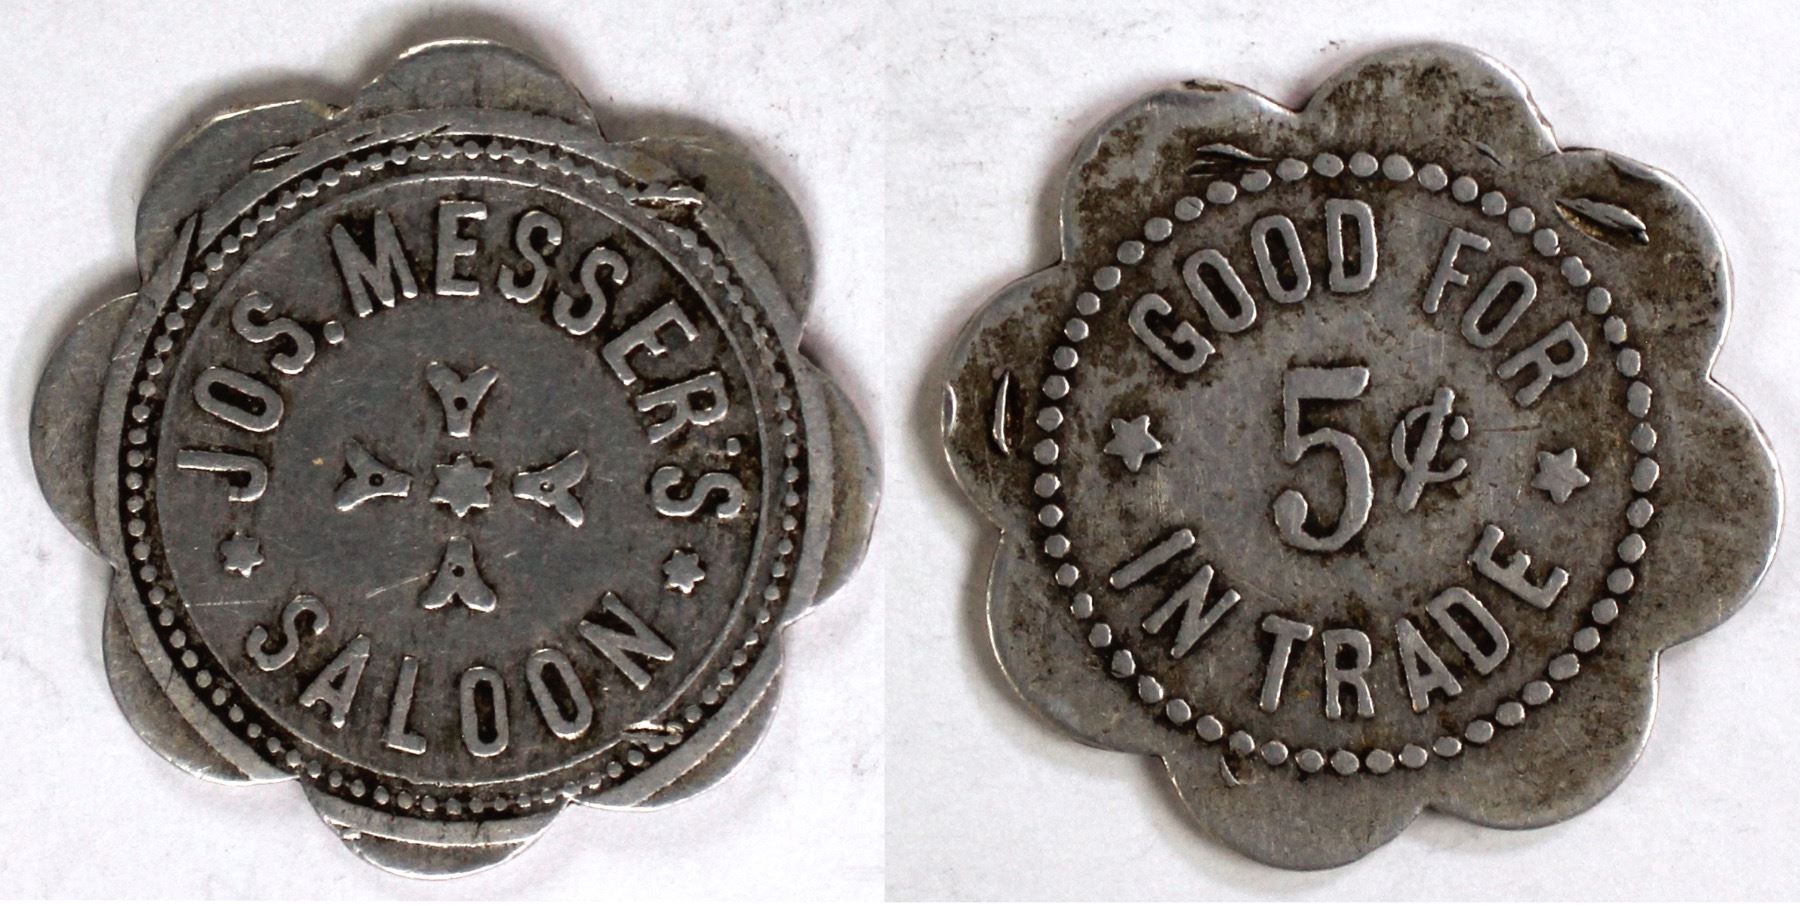 JOS. MESSER'S
SALOON
GOOD FOR
5¢
IN TRADE